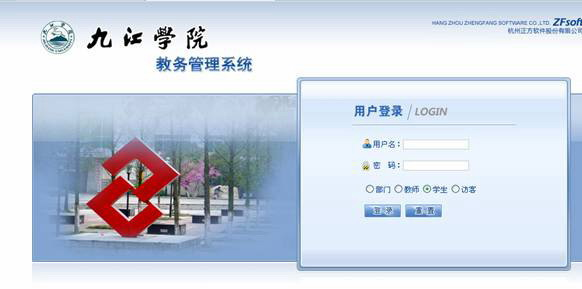 九江学院
教务管理系统
HANG ZHOU ZHENGFANG SOFTWARE CO.,LTD. ZFsoft
杭州正方软件股份有限公司
用户登录 / LOGIN
用户名：
密 码：
部门 教师 学生 访客
登 录 重 置